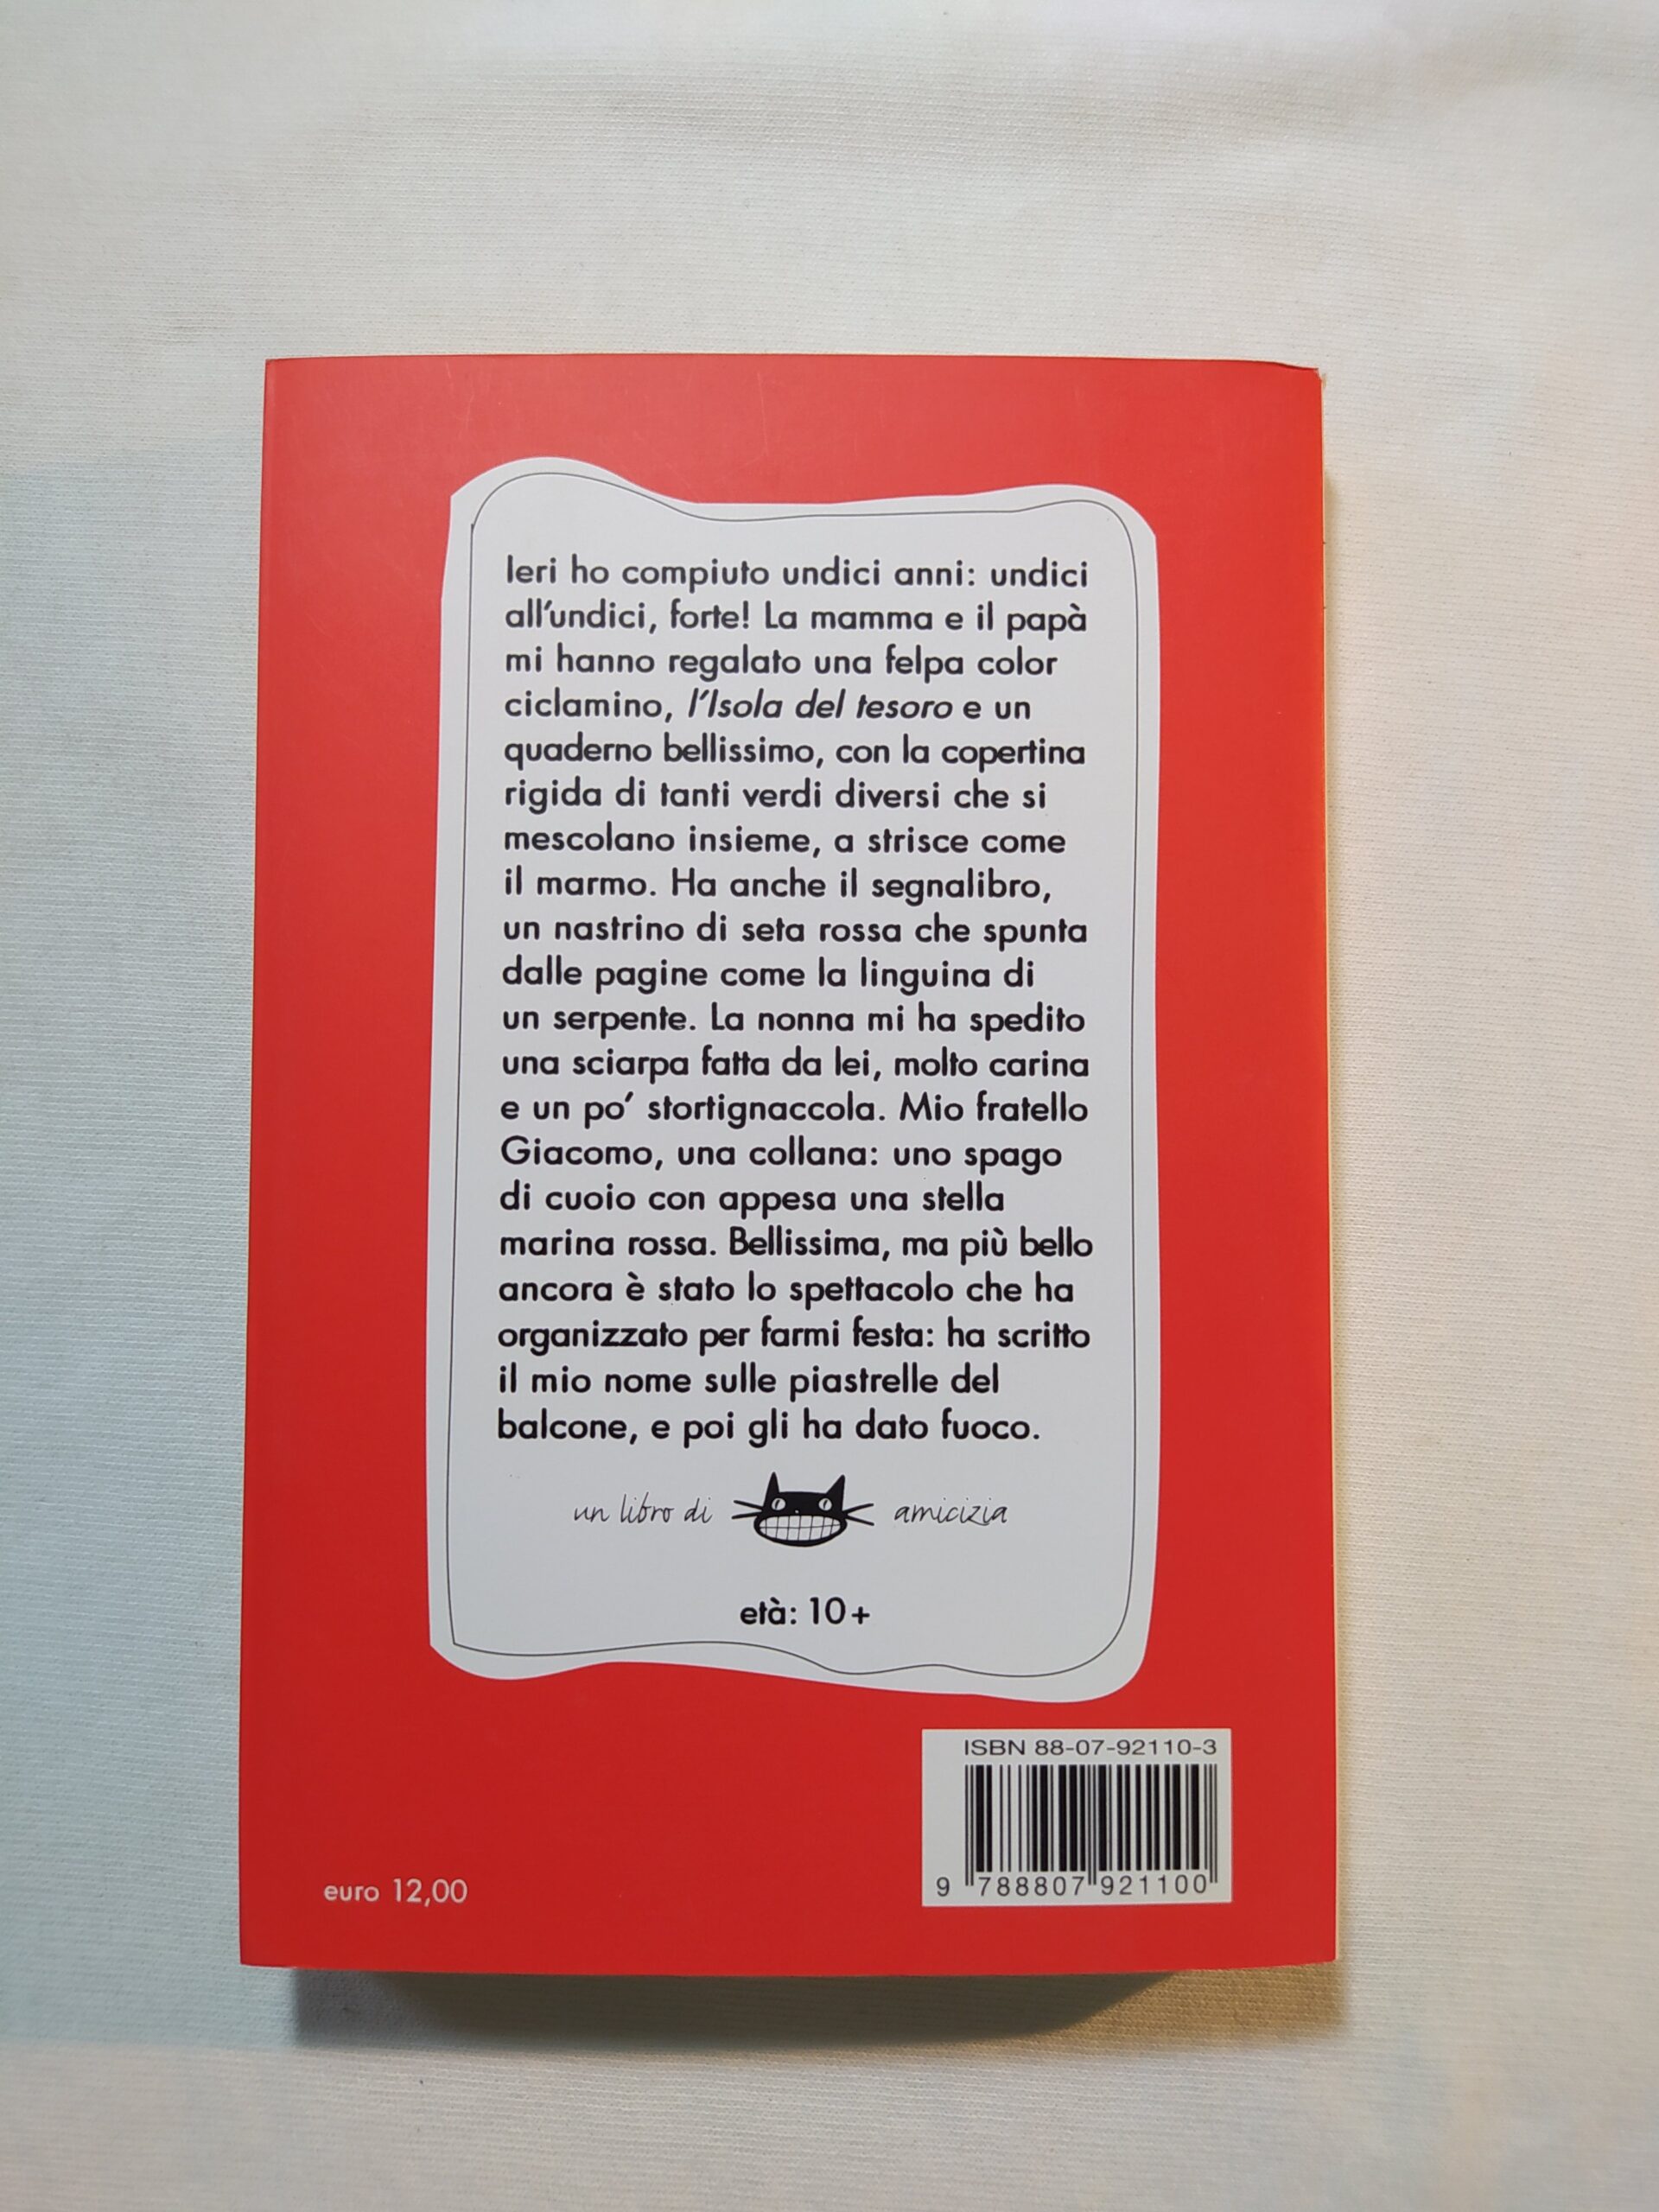 Ieri ho compiuto undici anni: undici
all'undici, forte! La mamma e il papà
mi hanno regalato una felpa color
ciclamino, l'Isola del tesoro e un
quaderno bellissimo, con la copertina
rigida di tanti verdi diversi che si
mescolano insieme, a strisce come
il marmo. Ha anche il segnalibro,
un nastrino di seta rossa che spunta
dalle pagine come la linguina di
un serpente. La nonna mi ha spedito
una sciarpa fatta da lei, molto carina
e un po' stortignaccola. Mio fratello
Giacomo, una collana: uno spago
di cuoio con appesa una stella
marina rossa. Bellissima, ma più bello
ancora è stato lo spettacolo che ha
organizzato per farmi festa: ha scritto
il mio nome sulle piastrelle del
balcone, e poi gli ha dato fuoco.
un libro di amicizia
età: 10+
ISBN 88-07-92110-3
9 788807 921100
euro 12,00